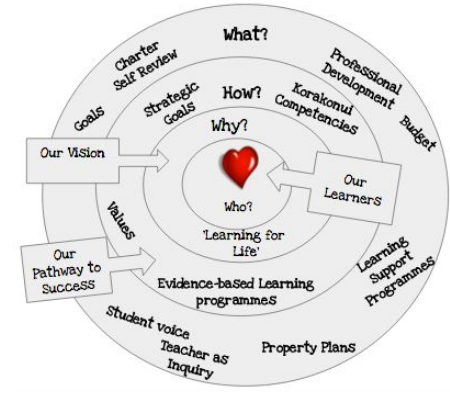 What?
Charter
Self Review
Professional
Development
Goals
Budget
How?
Strategic
Goals
Korakonui
Competencies
Why?
Our Vision
Our
Learners
Who?
'Learning for
Life'
Values
Our
Pathway to
Success
Learning
Support
Programmes
Evidence-based Learning
programmes
Student voice
Teacher as
Inquiry
Property Plans